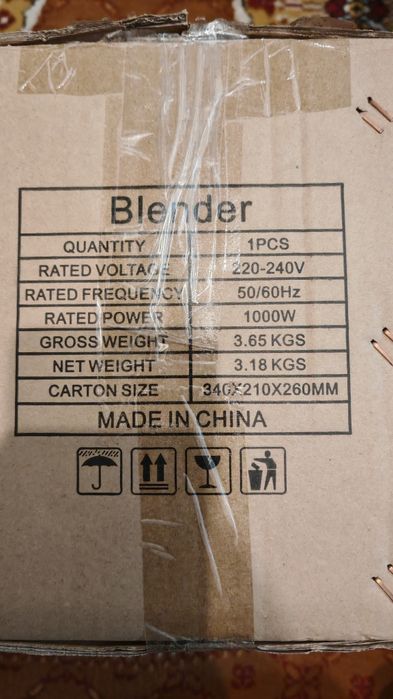 Blender
QUANTITY 1PCS
RATED VOLTAGE 220-240V
RATED FREQUENCY 50/60Hz
RATED POWER 1000W
GROSS WEIGHT 3.65 KGS
NET WEIGHT 3.18 KGS
CARTON SIZE 340X210X260MM
MADE IN CHINA